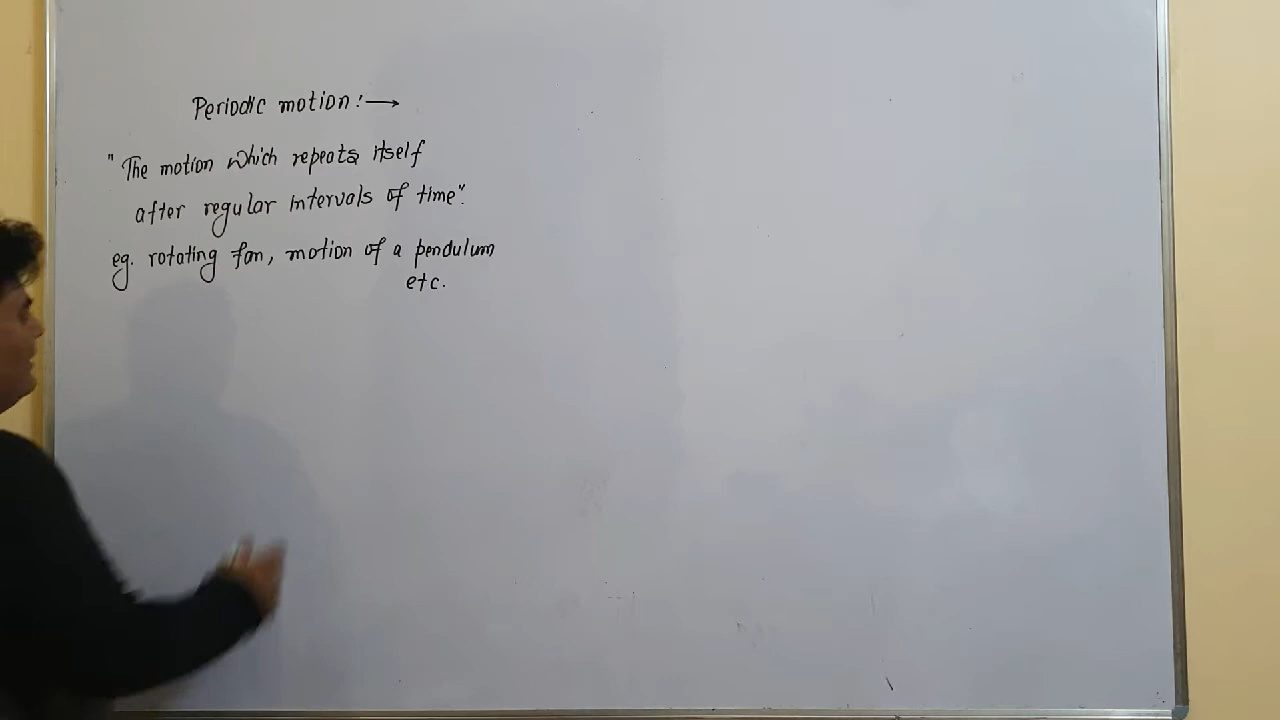 Periodic motion :→
"The motion which repeats itself
after regular intervals of time".
eg. rotating fan, motion of a pendulum
etc.